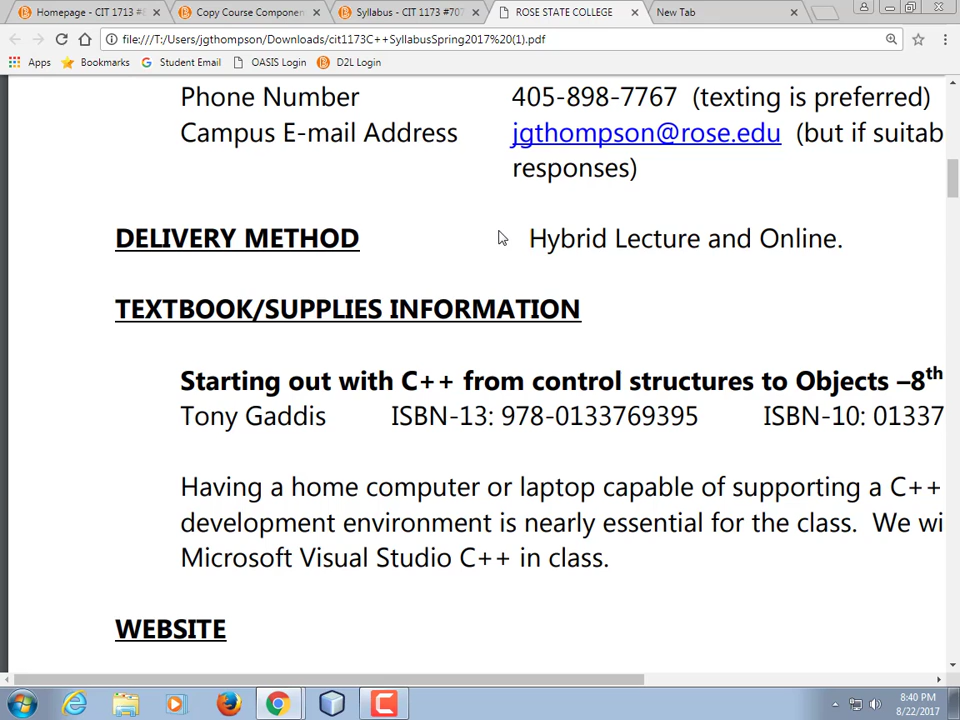 Homepage - CIT 1713 #
Copy Course Componen
Syllabus - CIT 1173 #707
ROSE STATE COLLEGE
New Tab
file:///T:/Users/jgthompson/Downloads/cit1173C++SyllabusSpring2017%20(1).pdf
Apps
Bookmarks
Student Email
OASIS Login
D2L Login
Phone Number 405-898-7767 (texting is preferred)
Campus E-mail Address jgthompson@rose.edu (but if suitab
responses)
DELIVERY METHOD Hybrid Lecture and Online.
TEXTBOOK/SUPPLIES INFORMATION
Starting out with C++ from control structures to Objects –8th
Tony Gaddis ISBN-13: 978-0133769395 ISBN-10: 01337
Having a home computer or laptop capable of supporting a C++
development environment is nearly essential for the class. We wi
Microsoft Visual Studio C++ in class.
WEBSITE
8:40 PM
8/22/2017